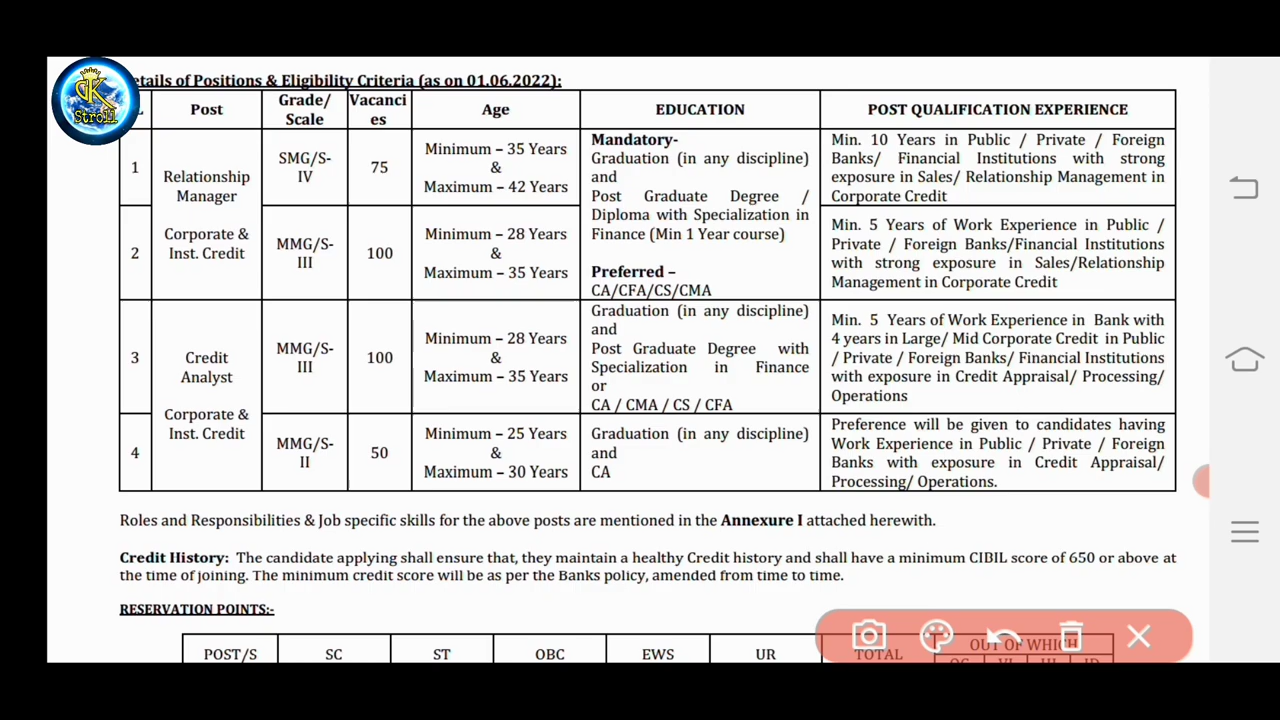 GK
Stroll
etails of Positions & Eligibility Criteria (as on 01.06.2022):
L
Post
Grade/
Scale
Vacanci
es
Age
EDUCATION
POST QUALIFICATION EXPERIENCE
1
Relationship
Manager
Corporate &
Inst. Credit
SMG/S-
IV
75
Minimum – 35 Years
&
Maximum – 42 Years
Mandatory-
Graduation (in any discipline)
and
Post Graduate Degree /
Diploma with Specialization in
Finance (Min 1 Year course)
Preferred –
CA/CFA/CS/CMA
Min. 10 Years in Public / Private / Foreign
Banks/ Financial Institutions with strong
exposure in Sales/ Relationship Management in
Corporate Credit
2
MMG/S-
III
100
Minimum – 28 Years
&
Maximum – 35 Years
Min. 5 Years of Work Experience in Public /
Private / Foreign Banks/Financial Institutions
with strong exposure in Sales/Relationship
Management in Corporate Credit
3
Credit
Analyst
Corporate &
Inst. Credit
MMG/S-
III
100
Minimum – 28 Years
&
Maximum – 35 Years
Graduation (in any discipline)
and
Post Graduate Degree with
Specialization in Finance
or
CA / CMA / CS / CFA
Min. 5 Years of Work Experience in Bank with
4 years in Large/ Mid Corporate Credit in Public
/ Private / Foreign Banks/ Financial Institutions
with exposure in Credit Appraisal/ Processing/
Operations
4
MMG/S-
II
50
Minimum – 25 Years
&
Maximum – 30 Years
Graduation (in any discipline)
and
CA
Preference will be given to candidates having
Work Experience in Public / Private / Foreign
Banks with exposure in Credit Appraisal/
Processing/ Operations.
Roles and Responsibilities & Job specific skills for the above posts are mentioned in the Annexure I attached herewith.
Credit History: The candidate applying shall ensure that, they maintain a healthy Credit history and shall have a minimum CIBIL score of 650 or above at
the time of joining. The minimum credit score will be as per the Banks policy, amended from time to time.
RESERVATION POINTS:-
POST/S
SC
ST
OBC
EWS
UR
TOTAL
OUT OF WHICH